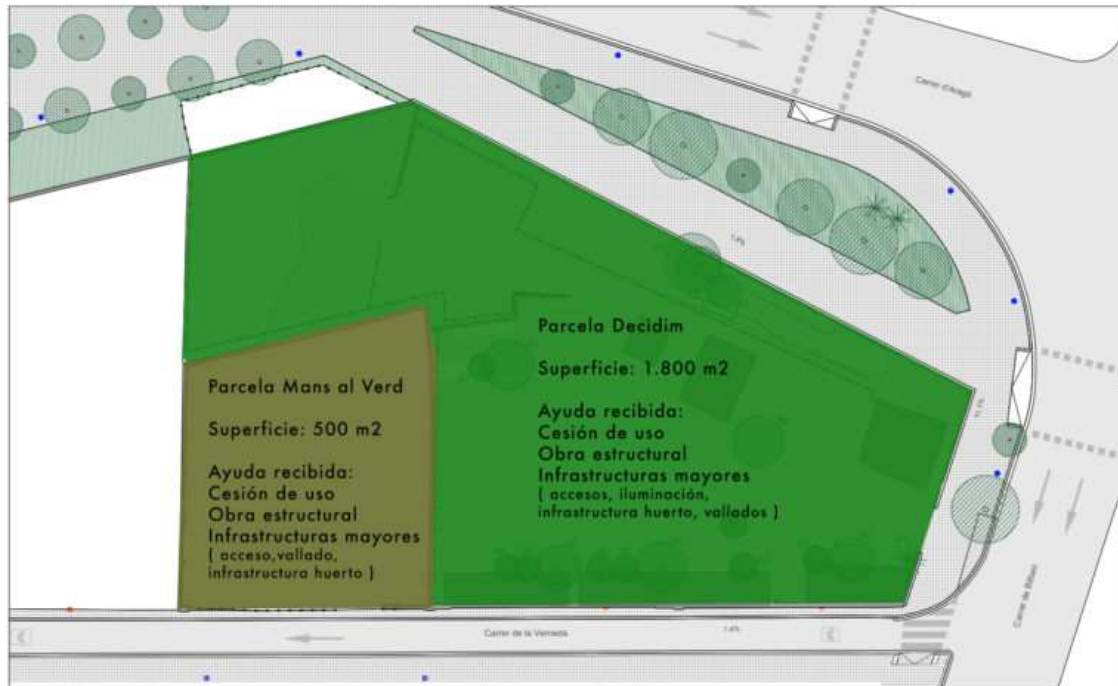 Carrer d'Aragó
Parcela Decidim
Superficie: 1.800 m2
Ayuda recibida:
Cesión de uso
Obra estructural
Infrastructuras mayores
( accesos, iluminación,
infrastructura huerto, vallados )
Parcela Mans al Verd
Superficie: 500 m2
Ayuda recibida:
Cesión de uso
Obra estructural
Infrastructuras mayores
( acceso,vallado,
infrastructura huerto )
Carrer de Bilbao
Carrer de la Verneda